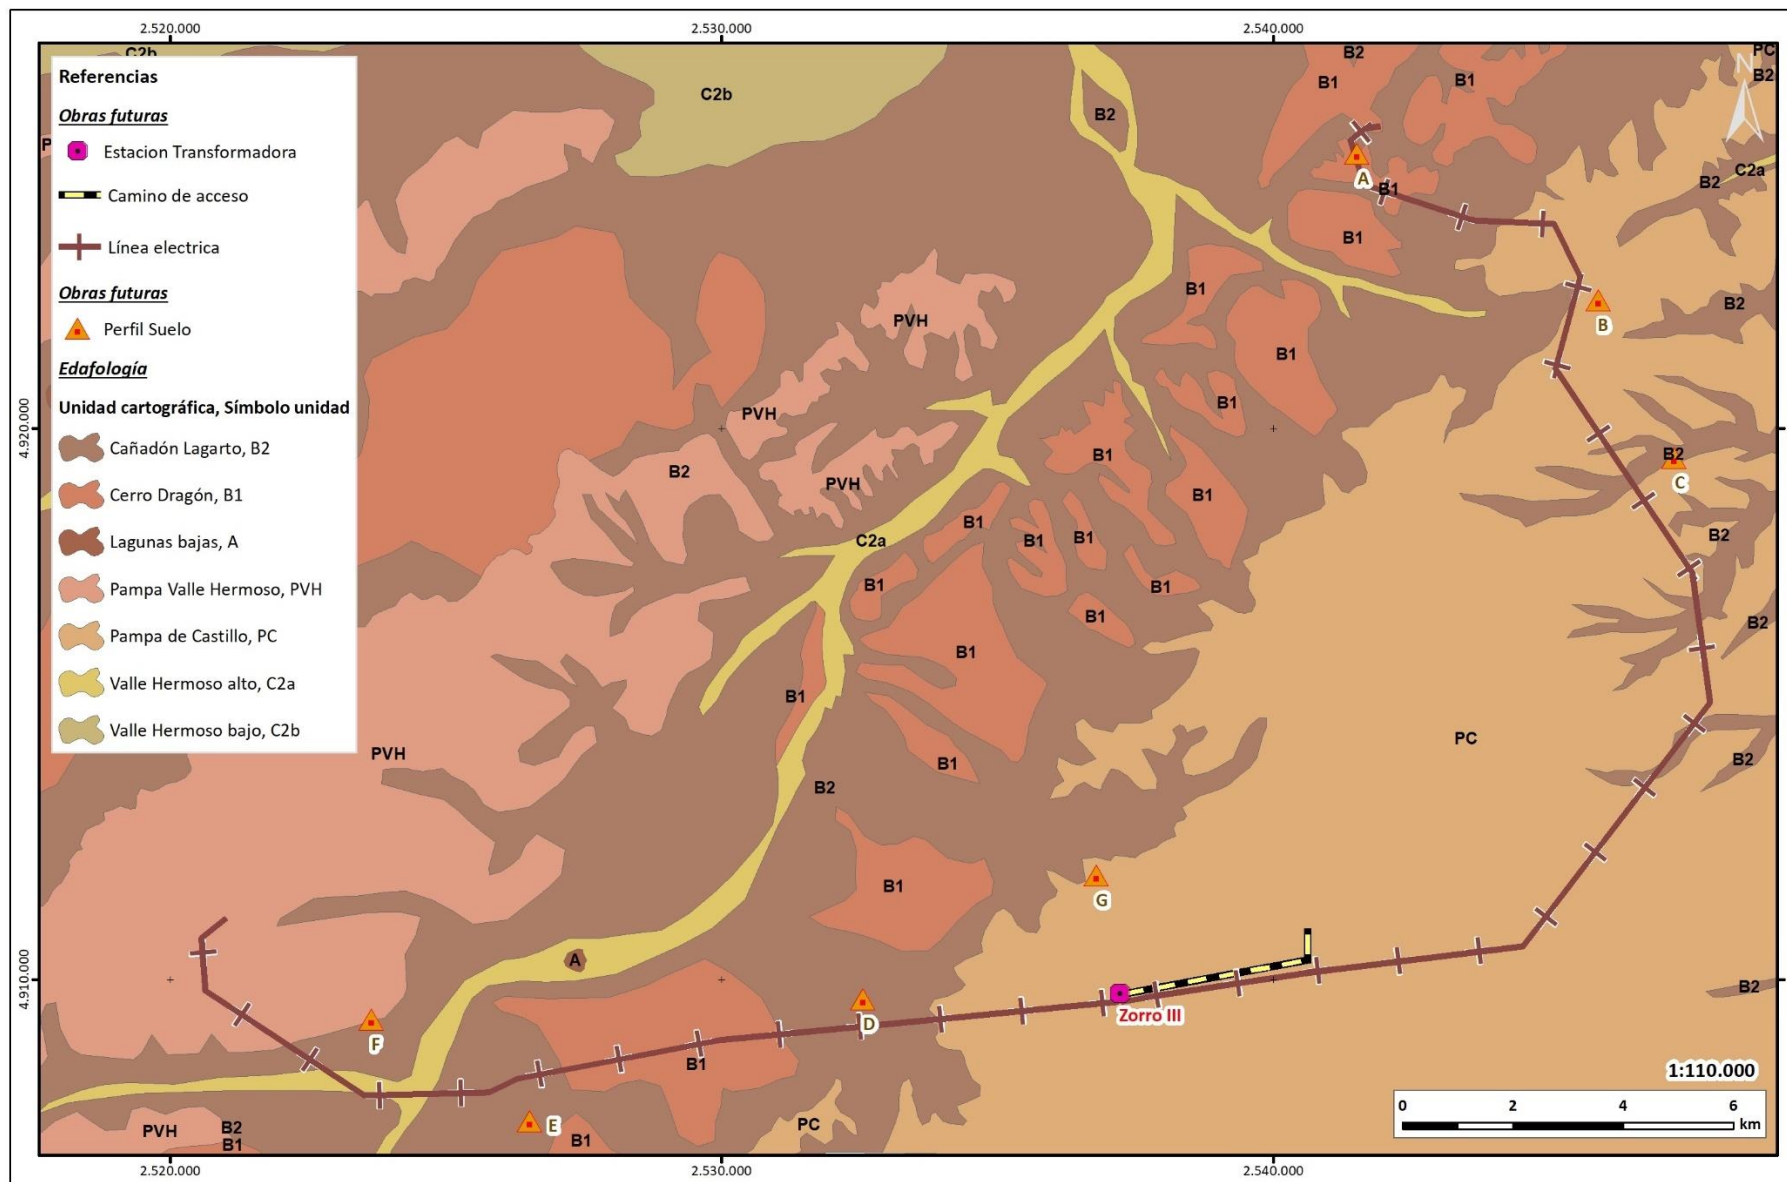 2.520.000 2.530.000 2.540.000
C2b B2 PC
Referencias
B1 B1 N B2
Obras futuras
C2b
Estacion Transformadora
B2
P
Camino de acceso
A B2 C2a
B1
Línea electrica
B1
Obras futuras
B1 B2
Perfil Suelo
PVH B
B1
Edafología
Unidad cartográfica, Símbolo unidad
PVH B1
4.920.000
Cañadón Lagarto, B2
B2 B1 B2
PVH C
Cerro Dragón, B1
B1
B1
Lagunas bajas, A
C2a B1 B1 B2
Pampa Valle Hermoso, PVH
B1 B1
B1 B2
Pampa de Castillo, PC
B1
Valle Hermoso alto, C2a
B1
Valle Hermoso bajo, C2b
PVH PC
B1 B2
B2
B1
G
4.910.000
A
B2
Zorro III
D
F
B1
1:110.000
0 2 4 6
km
E PC
PVH B2
B1 B1
2.520.000 2.530.000 2.540.000